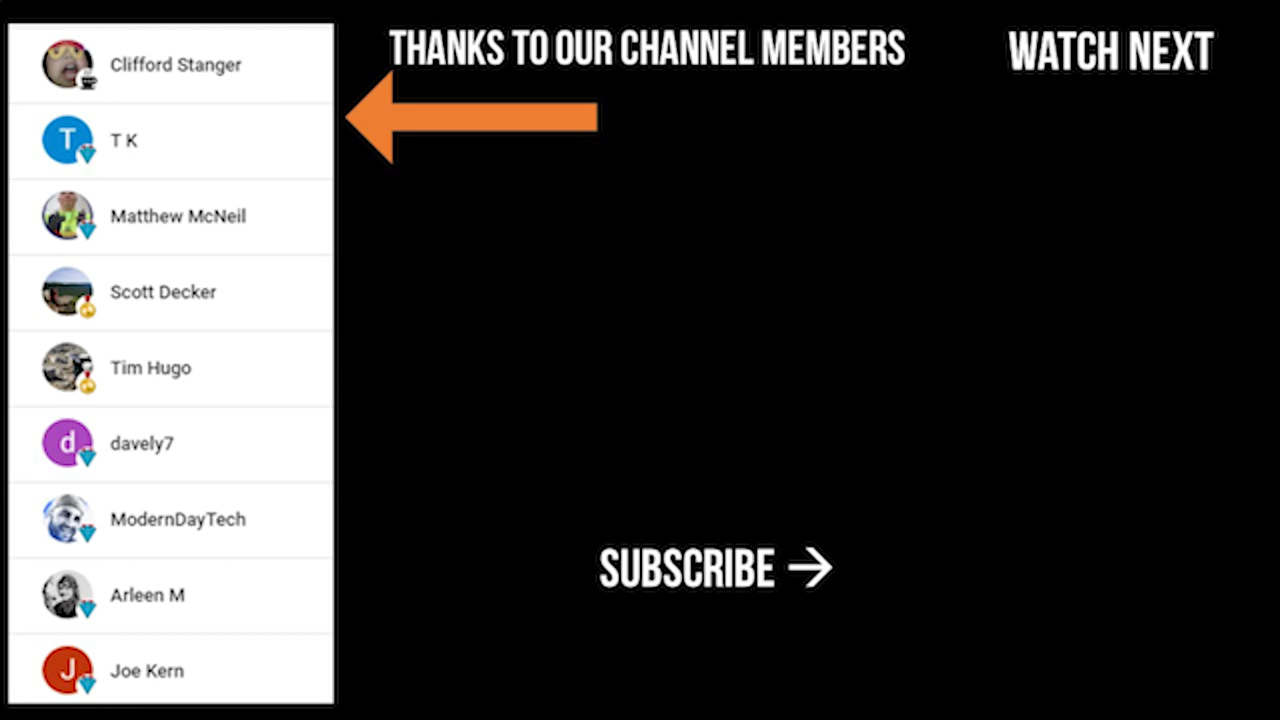 Clifford Stanger
T
T K
Matthew McNeil
Scott Decker
Tim Hugo
d
davely7
ModernDayTech
Arleen M
J
Joe Kern
THANKS TO OUR CHANNEL MEMBERS
WATCH NEXT
SUBSCRIBE →